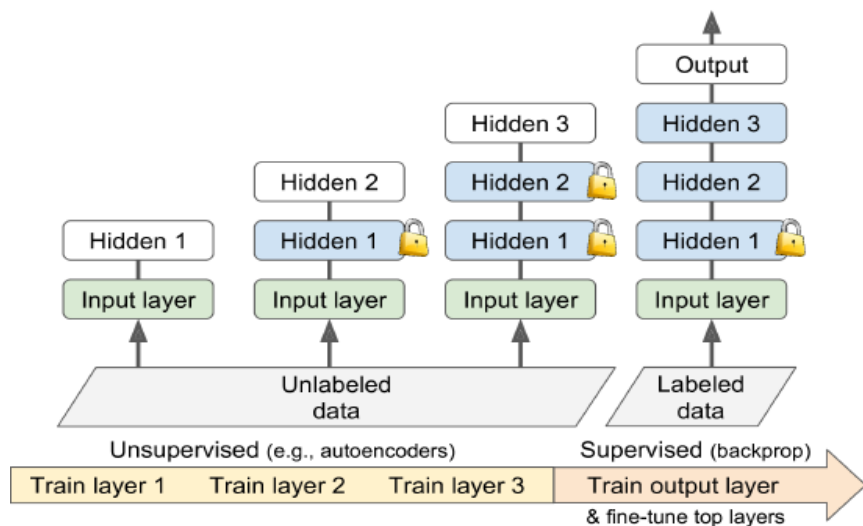 Output
Hidden 3
Hidden 3
Hidden 2
Hidden 2
Hidden 2
Hidden 1
Hidden 1
Hidden 1
Hidden 1
Input layer
Input layer
Input layer
Input layer
Unlabeled
data
Labeled
data
Unsupervised (e.g., autoencoders)
Supervised (backprop)
Train layer 1
Train layer 2
Train layer 3
Train output layer
& fine-tune top layers